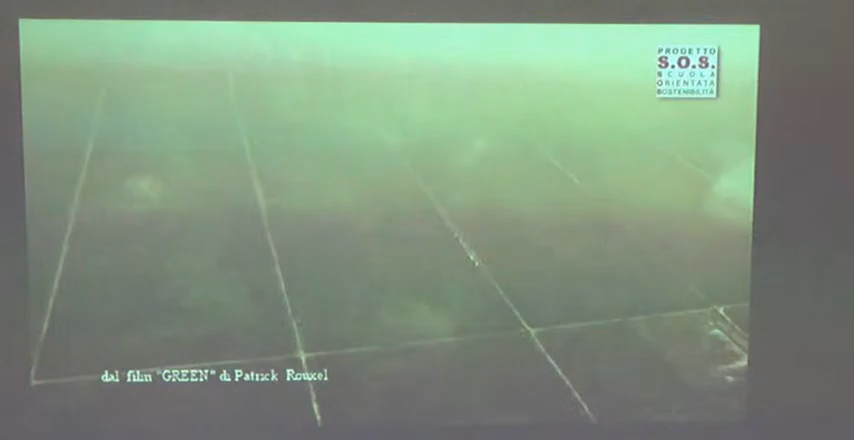 PROGETTO
S.O.S.
SCUOLA
ORIENTATA
SOSTENIBILITÀ
dal film "GREEN" di Patrick Rouxel